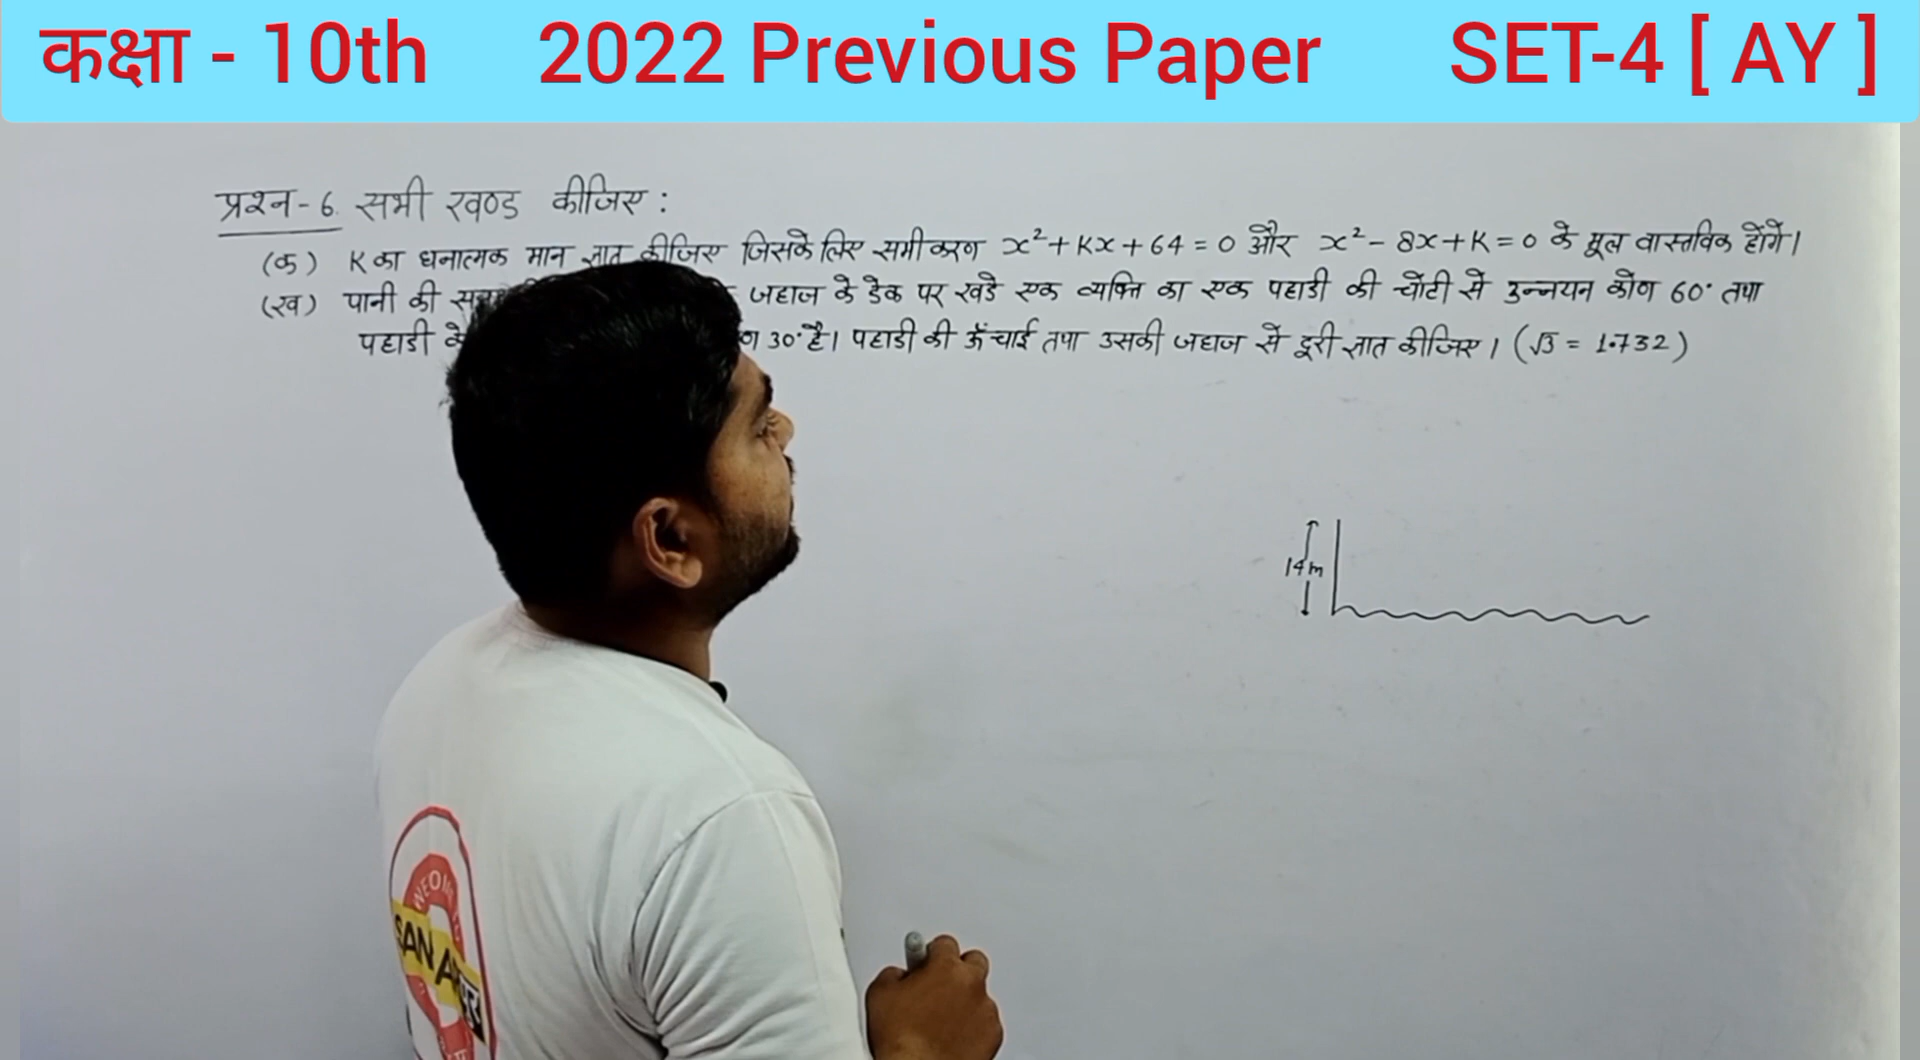 कक्षा - 10th 2022 Previous Paper SET-4 [ AY ]
प्रश्न-6. सभी खण्ड कीजिए :
(क) K का धनात्मक मान ज्ञात कीजिए जिसके लिए समीकरण x²+Kx+64=0 और x²-8x+K=0 के मूल वास्तविक होंगे।
(ख) पानी की जहाज के डेक पर खडे एक व्यक्ति का एक पहाडी की चोटी से उन्नयन कोण 60° तथा
पहाडी के 30° है। पहाडी की ऊँचाई तथा उसकी जहाज से दूरी ज्ञात कीजिए। (√3 = 1.732)
14m
SAN